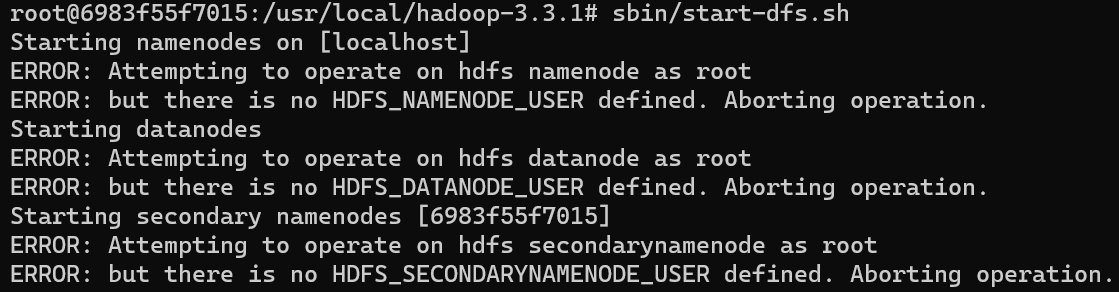 root@6983f55f7015:/usr/local/hadoop-3.3.1# sbin/start-dfs.sh
Starting namenodes on [localhost]
ERROR: Attempting to operate on hdfs namenode as root
ERROR: but there is no HDFS_NAMENODE_USER defined. Aborting operation.
Starting datanodes
ERROR: Attempting to operate on hdfs datanode as root
ERROR: but there is no HDFS_DATANODE_USER defined. Aborting operation.
Starting secondary namenodes [6983f55f7015]
ERROR: Attempting to operate on hdfs secondarynamenode as root
ERROR: but there is no HDFS_SECONDARYNAMENODE_USER defined. Aborting operation.